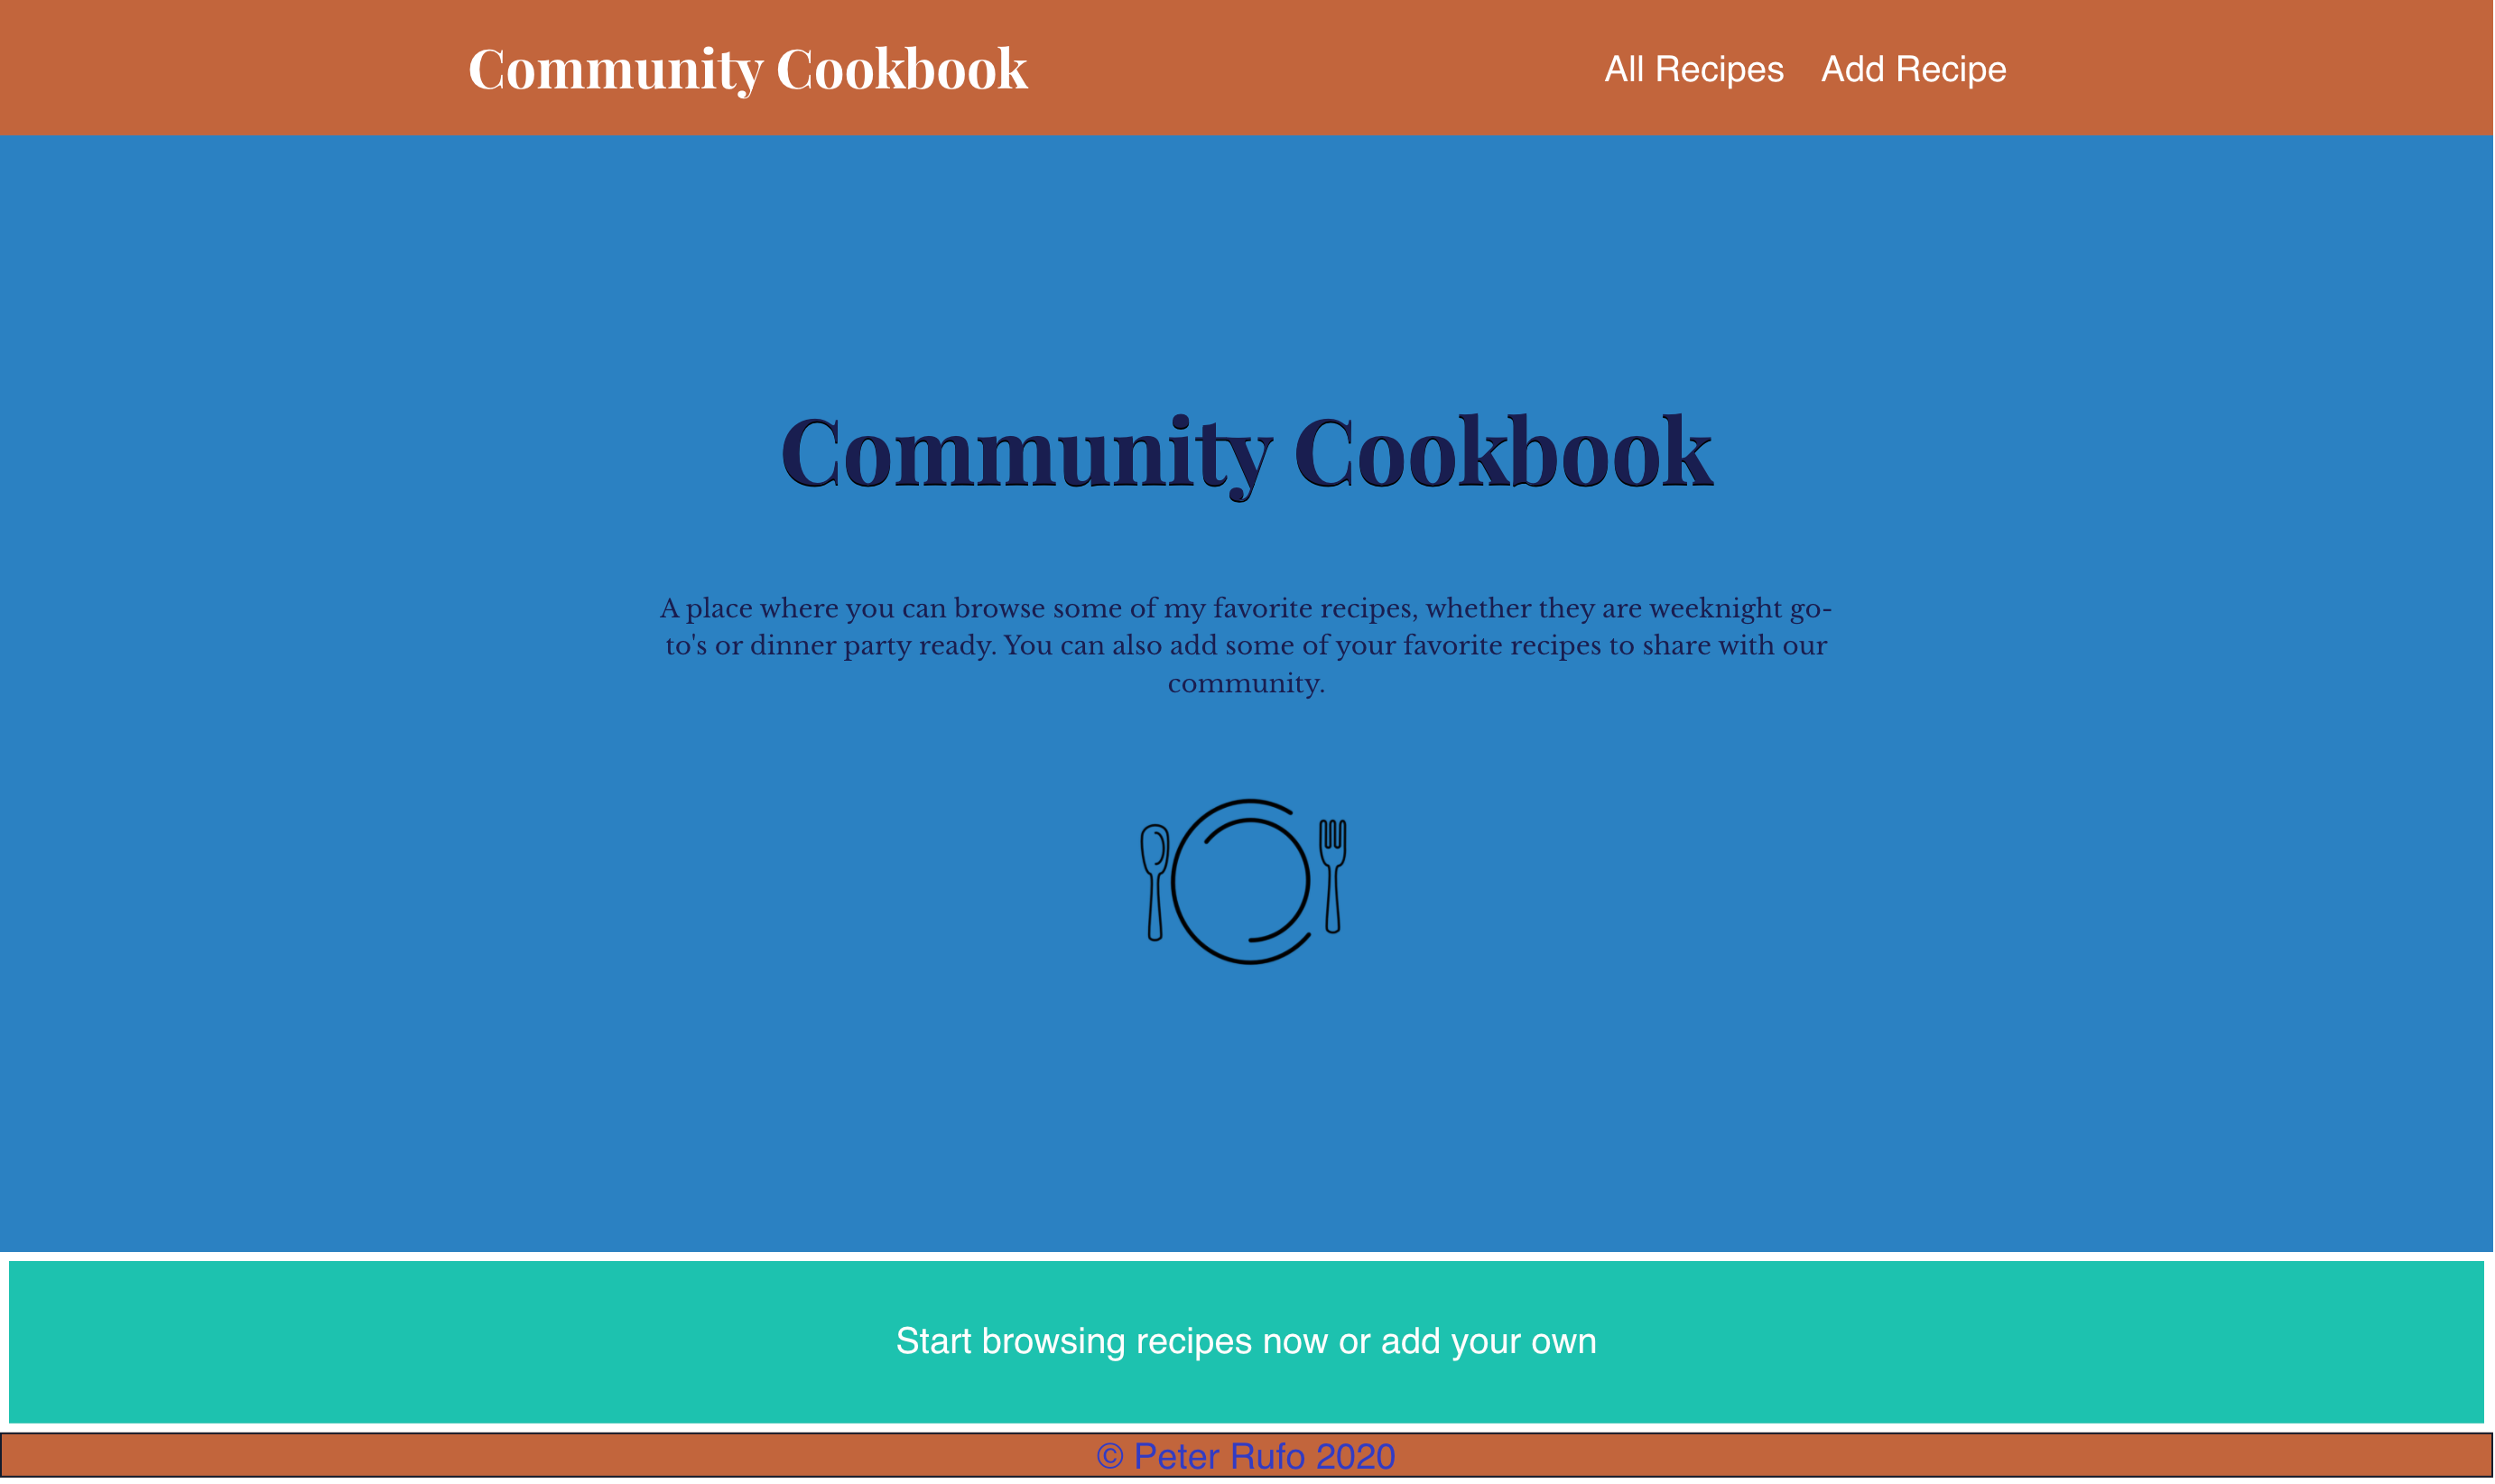 Community Cookbook
All Recipes Add Recipe
Community Cookbook
A place where you can browse some of my favorite recipes, whether they are weeknight go-
to's or dinner party ready. You can also add some of your favorite recipes to share with our
community.
Start browsing recipes now or add your own
© Peter Rufo 2020